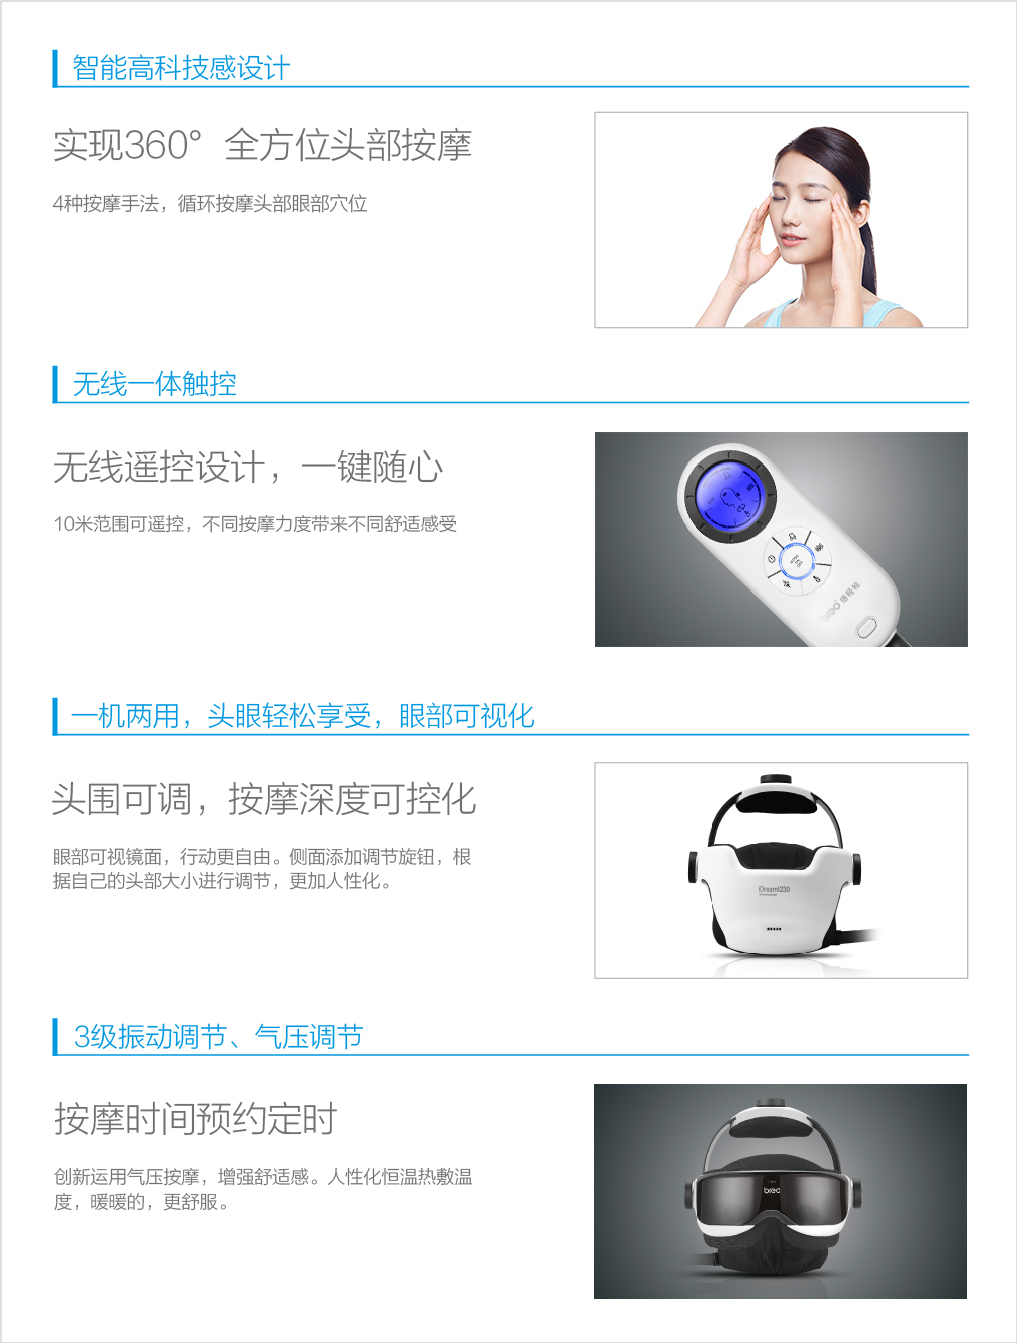 智能高科技感设计
实现360°全方位头部按摩
4种按摩手法，循环按摩头部眼部穴位
无线一体触控
无线遥控设计，一键随心
10米范围可遥控，不同按摩力度带来不同舒适感受
breo 倍轻松
一机两用，头眼轻松享受，眼部可视化
头围可调，按摩深度可控化
眼部可视镜面，行动更自由。侧面添加调节旋钮，根
据自己的头部大小进行调节，更加人性化。
iDream1230
3级振动调节、气压调节
按摩时间预约定时
创新运用气压按摩，增强舒适感。人性化恒温热敷温
度，暖暖的，更舒服。
breo